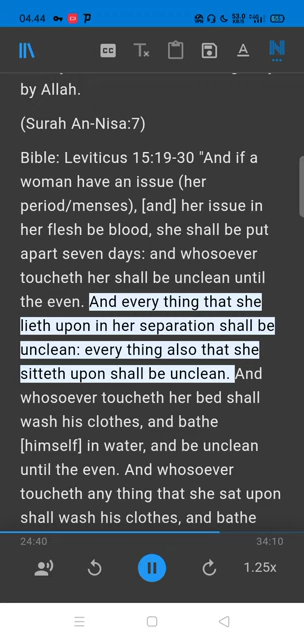 04.44
53.0
CC
A
by Allah.
(Surah An-Nisa:7)
Bible: Leviticus 15:19-30 "And if a
woman have an issue (her
period/menses), [and] her issue in
her flesh be blood, she shall be put
apart seven days: and whosoever
toucheth her shall be unclean until
the even. And every thing that she
lieth upon in her separation shall be
unclean: every thing also that she
sitteth upon shall be unclean. And
whosoever toucheth her bed shall
wash his clothes, and bathe
[himself] in water, and be unclean
until the even. And whosoever
toucheth any thing that she sat upon
shall wash his clothes, and bathe
24:40 34:10
1.25x